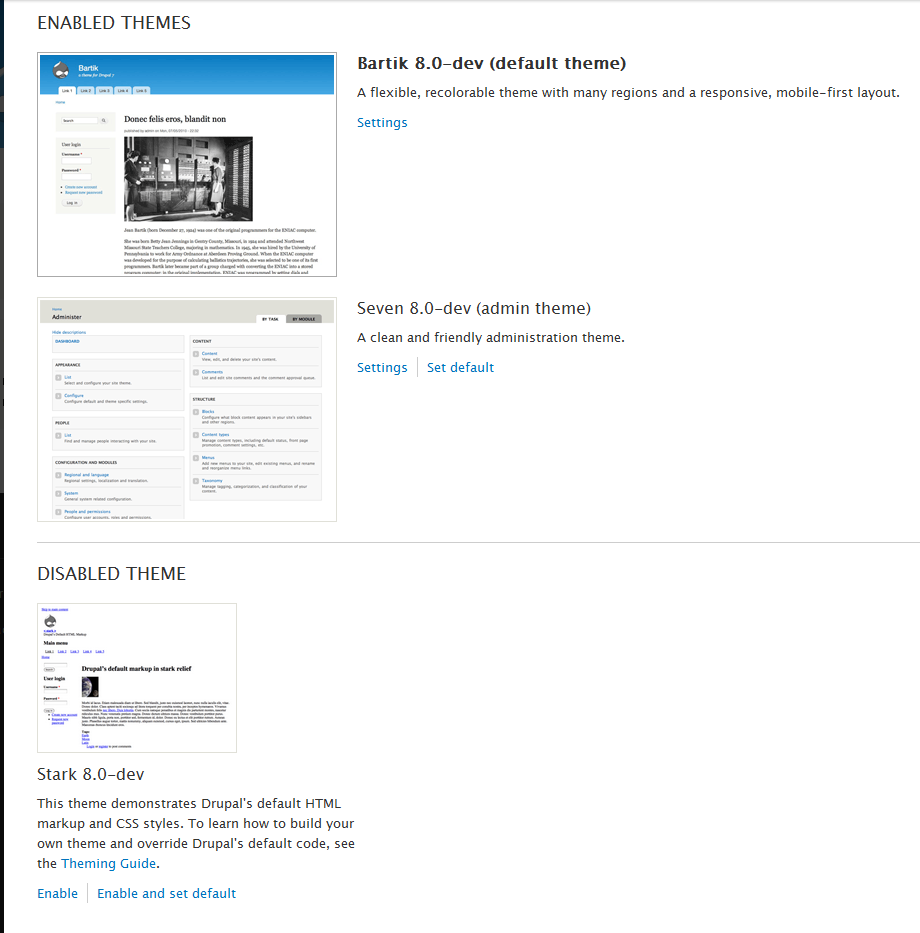 ENABLED THEMES
Bartik
a theme for Drupal 7
Link 1 Link 2 Link 3 Link 4 Link 5
Home
Search
Donec felis eros, blandit non
User login
Username *
Password *
Create new account
Request new password
Log in
Jean Bartik (born December 27, 1924) was one of the original programmers for the ENIAC computer.
She was born Betty Jean Jennings in Gentry County, Missouri, in 1924 and attended Northwest
Missouri State Teachers College, majoring in mathematics. In 1945, she was hired by the University of
Pennsylvania to work for Army Ordnance at Aberdeen Proving Ground. When the ENIAC computer
was developed for the purpose of calculating ballistics trajectories, she was selected to be one of its first
programmers. Bartik later became part of a group charged with converting the ENIAC into a stored
program computer; in the original implementation, ENIAC was programmed by setting dials and
Bartik 8.0-dev (default theme)
A flexible, recolorable theme with many regions and a responsive, mobile-first layout.
Settings
Home
Administer
BY TASK BY MODULE
Hide descriptions
DASHBOARD
APPEARANCE
List
Select and configure your site theme.
Configure
Configure default and theme specific settings.
PEOPLE
List
Find and manage people interacting with your site.
CONFIGURATION AND MODULES
Regional and language
Regional settings, localization and translation.
System
General system related configuration.
People and permissions
Configure user accounts, roles and permissions.
CONTENT
Content
View, edit, and delete your site's content.
Comments
List and edit site comments and the comment approval queue.
STRUCTURE
Blocks
Configure what block content appears in your site's sidebars
and other regions.
Content types
Manage content types, including default status, front page
promotion, comment settings, etc.
Menus
Add new menus to your site, edit existing menus, and rename
and reorganize menu links.
Taxonomy
Manage tagging, categorization, and classification of your
content.
Seven 8.0-dev (admin theme)
A clean and friendly administration theme.
Settings Set default
DISABLED THEME
Skip to main content
Drupal's Default HTML Markup
Main menu
Link 1 Link 2 Link 3 Link 4 Link 5
Home
Search
User login
Username *
Password *
Log in
Create new account
Request new
password
Drupal's default markup in stark relief
Tags:
Login or register to post comments
Stark 8.0-dev
This theme demonstrates Drupal's default HTML
markup and CSS styles. To learn how to build your
own theme and override Drupal's default code, see
the Theming Guide.
Enable Enable and set default